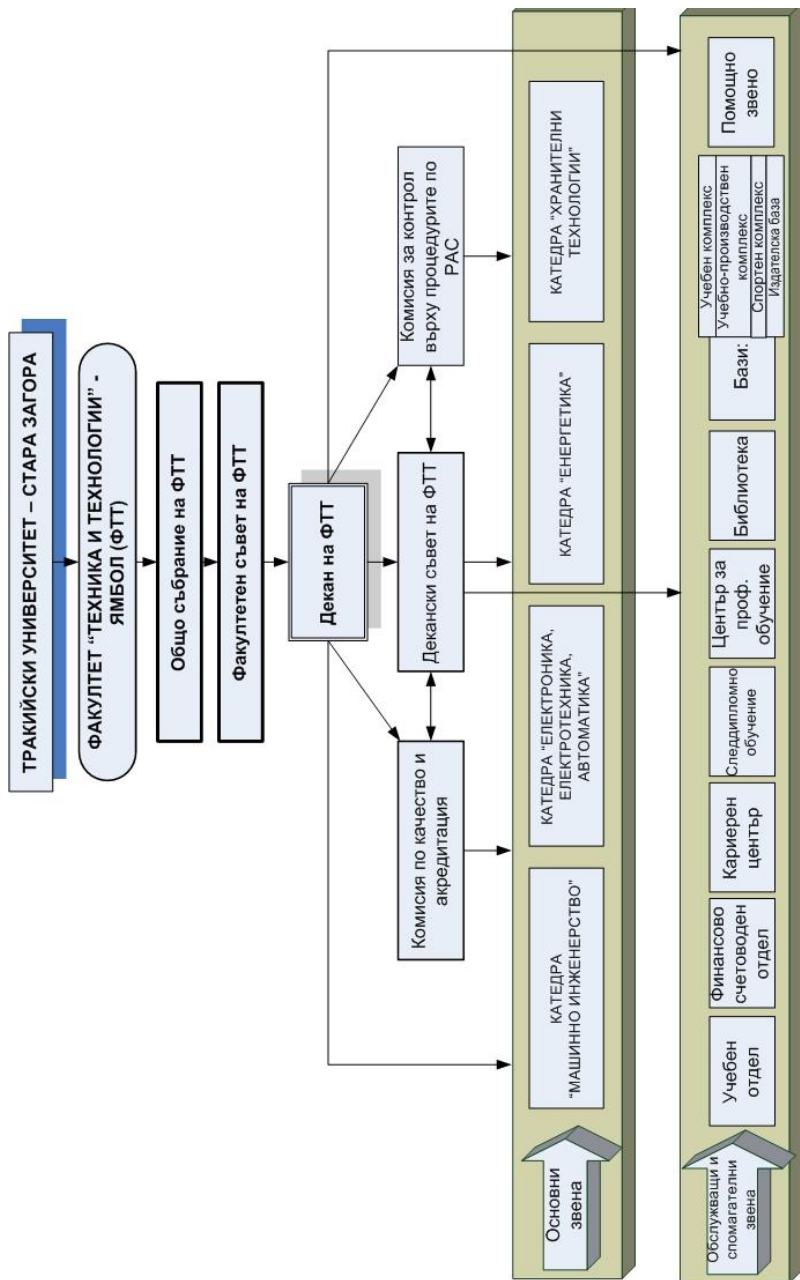 ТРАКИЙСКИ УНИВЕРСИТЕТ – СТАРА ЗАГОРА
ФАКУЛТЕТ “ТЕХНИКА И ТЕХНОЛОГИИ” -
ЯМБОЛ (ФТТ)
Общо събрание на ФТТ
Факултетен съвет на ФТТ
Декан на ФТТ
Комисия по качество и
акредитация
Декански съвет на ФТТ
Комисия за контрол
върху процедурите по
РАС
Основни
звена
КАТЕДРА
“МАШИННО ИНЖЕНЕРСТВО”
КАТЕДРА “ЕЛЕКТРОНИКА,
ЕЛЕКТРОТЕХНИКА,
АВТОМАТИКА”
КАТЕДРА “ЕНЕРГЕТИКА”
КАТЕДРА “ХРАНИТЕЛНИ
ТЕХНОЛОГИИ”
Обслужващи и
спомагателни
звена
Учебен
отдел
Финансово
счетоводен
отдел
Кариерен
център
Следдипломно
обучение
Център за
проф.
обучение
Библиотека
Бази:
Учебен комплекс
Учебно-производствен
комплекс
Спортен комплекс
Издателска база
Помощно
звено